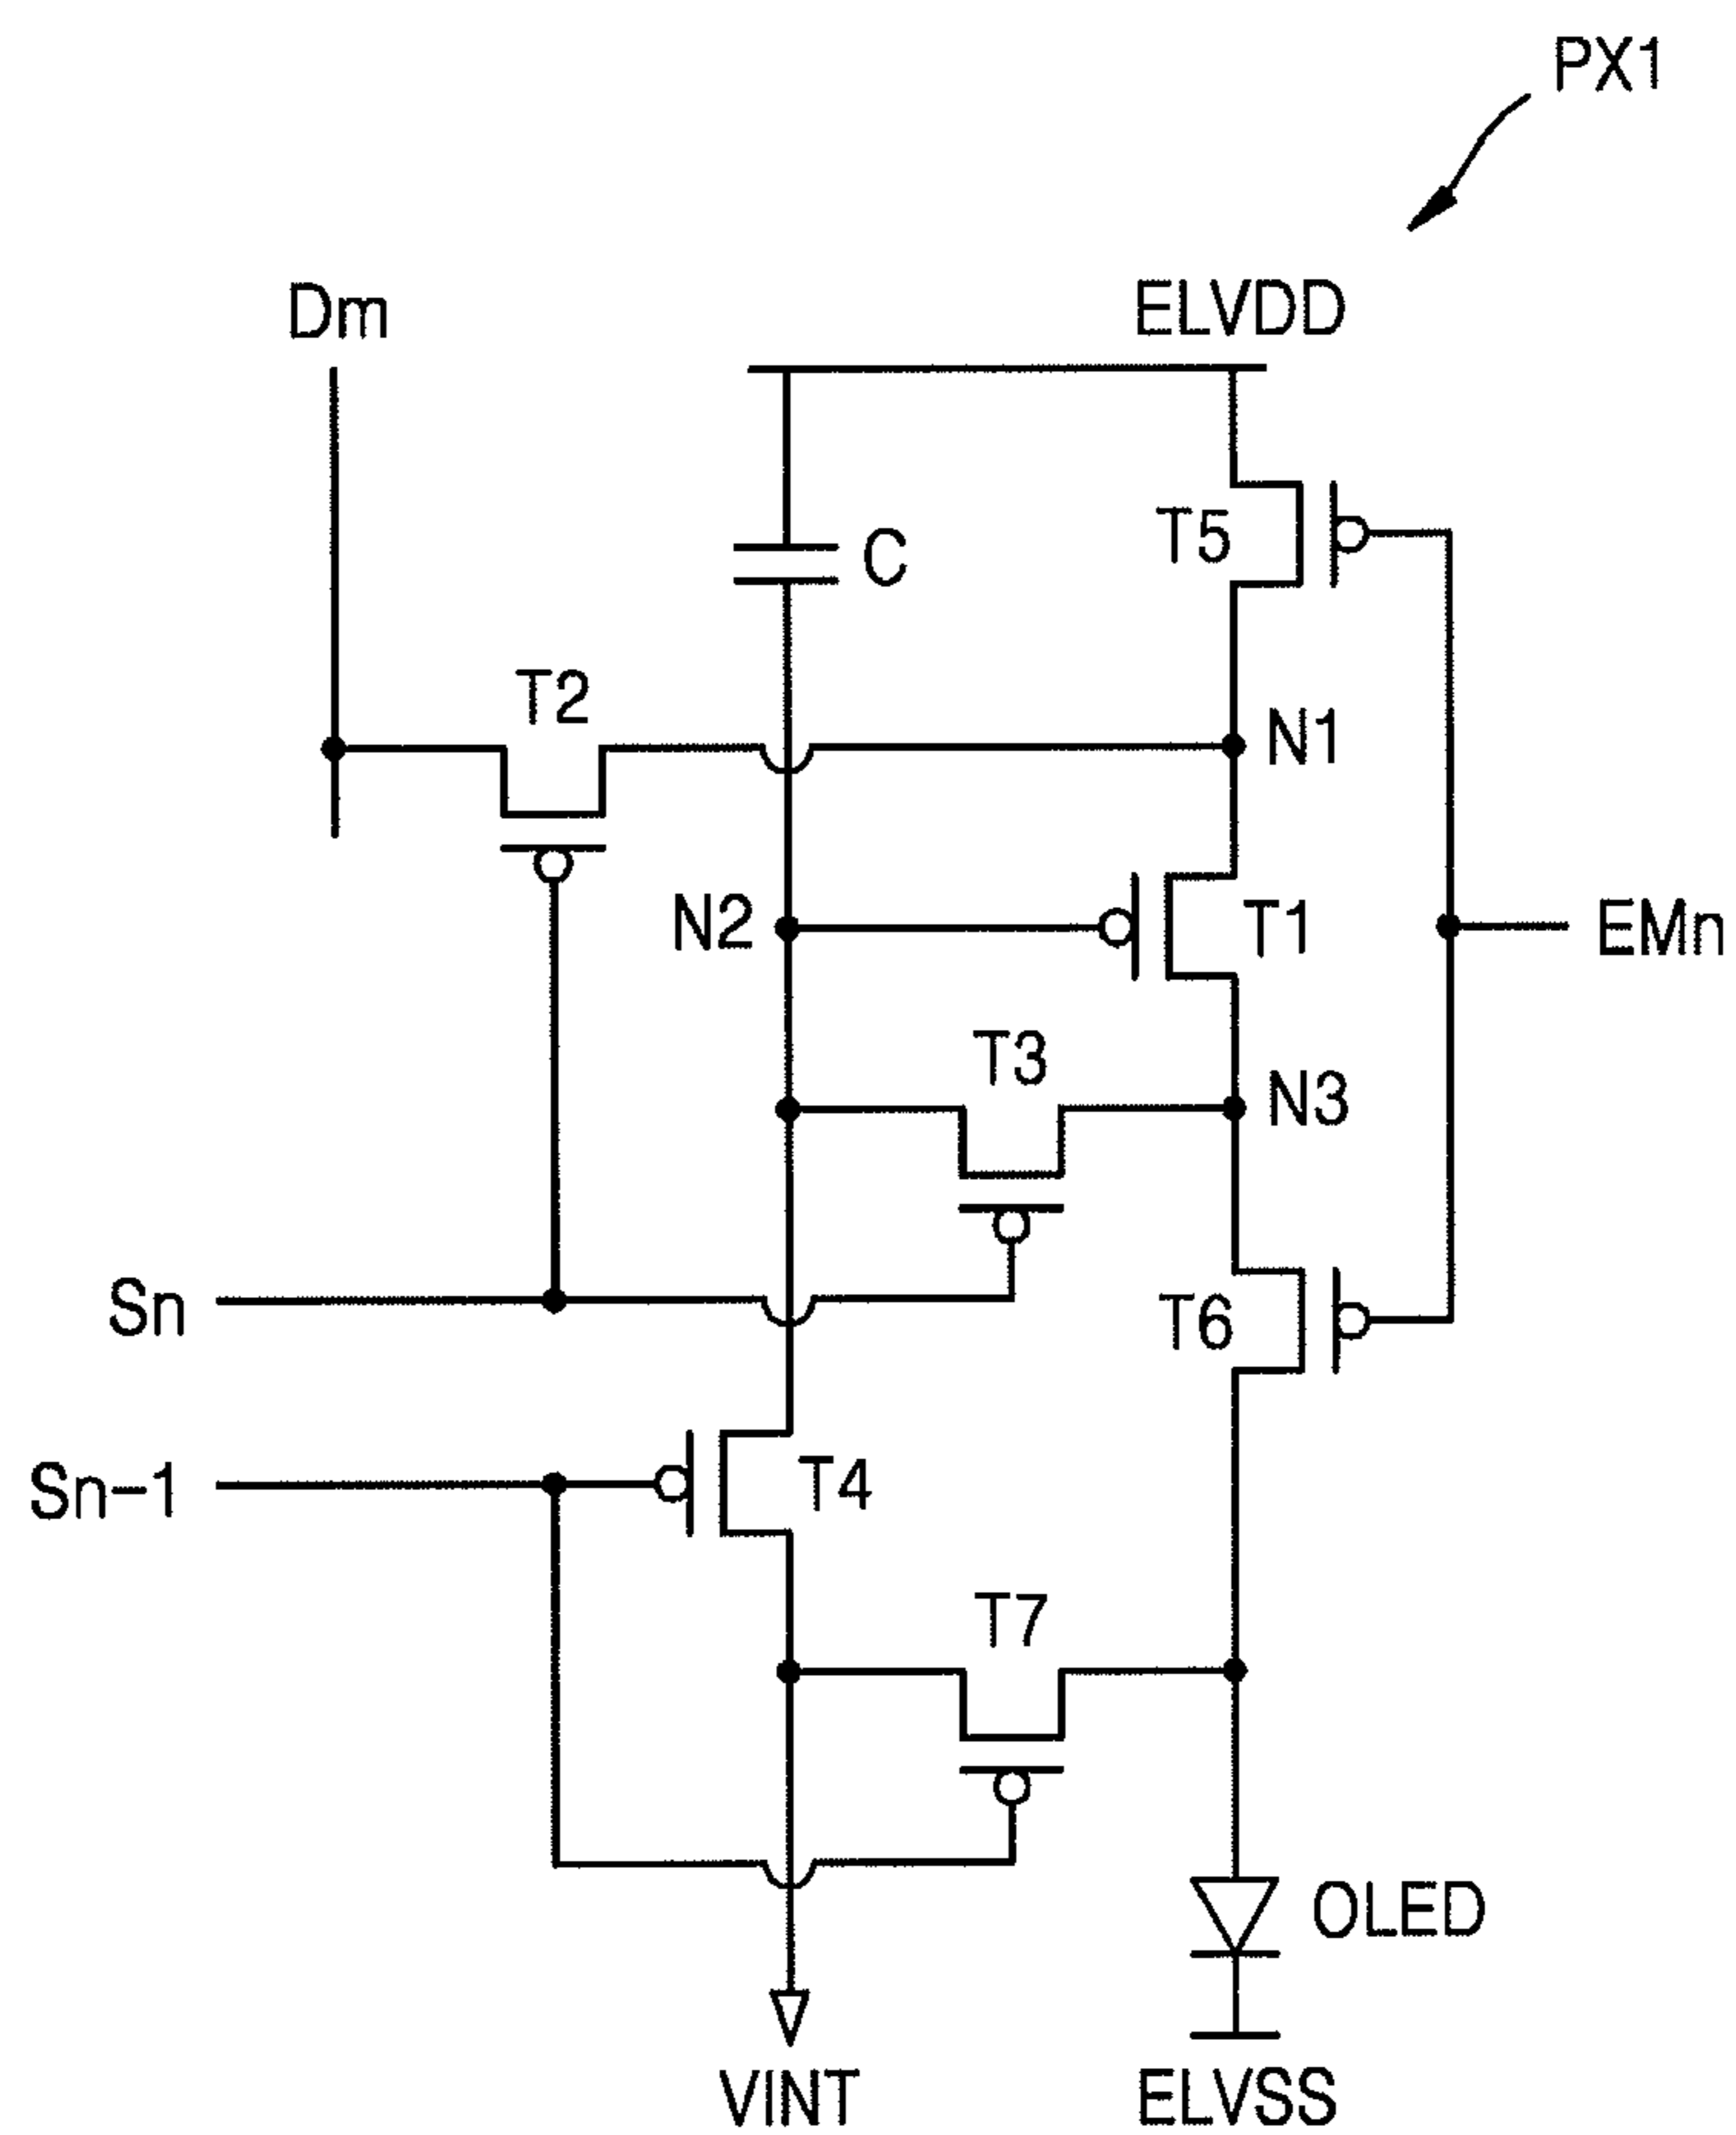 PX1
Dm
ELVDD
C
T5
T2
N1
N2
T1
EMn
T3
N3
Sn
T6
Sn-1
T4
T7
OLED
VINT
ELVSS